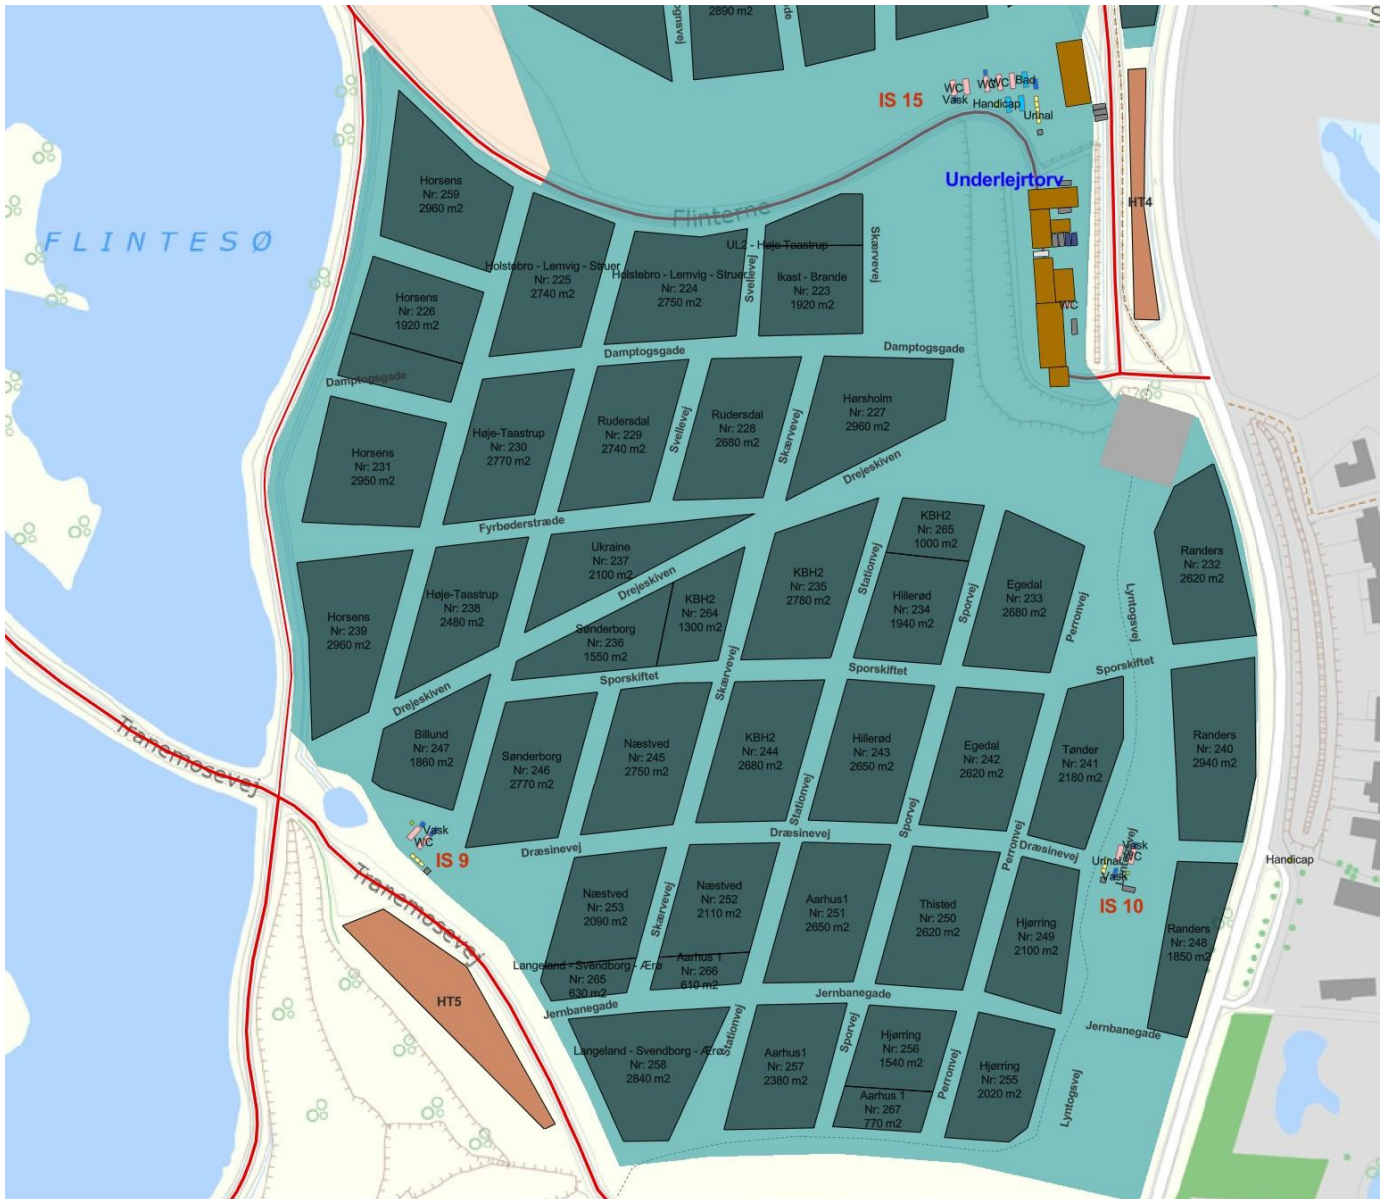 2890 m2
IS 15
WC
Vask
WC
WC
Bad
Handicap
Urinal
Underlejrtorv
HT4
WC
FLINTESØ
Flinterne
Horsens
Nr: 259
2960 m2
Holstebro - Lemvig - Struer
Nr: 225
2740 m2
Holstebro - Lemvig - Struer
Nr: 224
2750 m2
Svellevej
UL2 - Høje-Taastrup
Ikast - Brande
Nr: 223
1920 m2
Skærvevej
Horsens
Nr: 226
1920 m2
Damptogsgade
Damptogsgade
Damptogsgade
Horsens
Nr: 231
2950 m2
Høje-Taastrup
Nr: 230
2770 m2
Rudersdal
Nr: 229
2740 m2
Svellevej
Rudersdal
Nr: 228
2680 m2
Skærvevej
Hørsholm
Nr: 227
2960 m2
Drejeskiven
Fyrbøderstræde
Horsens
Nr: 239
2960 m2
Høje-Taastrup
Nr: 238
2480 m2
Ukraine
Nr: 237
2100 m2
Drejeskiven
Sønderborg
Nr: 236
1550 m2
KBH2
Nr: 264
1300 m2
KBH2
Nr: 235
2780 m2
Stationvej
KBH2
Nr: 265
1000 m2
Hillerød
Nr: 234
1940 m2
Sporvej
Egedal
Nr: 233
2680 m2
Perronvej
Lyntogsvej
Randers
Nr: 232
2620 m2
Sporskiftet
Sporskiftet
Sporskiftet
Drejeskiven
Skærvevej
Billund
Nr: 247
1860 m2
Sønderborg
Nr: 246
2770 m2
Næstved
Nr: 245
2750 m2
KBH2
Nr: 244
2680 m2
Stationvej
Hillerød
Nr: 243
2650 m2
Sporvej
Egedal
Nr: 242
2620 m2
Perronvej
Tønder
Nr: 241
2180 m2
Randers
Nr: 240
2940 m2
Tranemosevej
Tranemosevej
Vask
WC
IS 9
Dræsinevej
Dræsinevej
Dræsinevej
Vask
WC
Urinal
Vask
IS 10
Handicap
Næstved
Nr: 253
2090 m2
Skærvevej
Næstved
Nr: 252
2110 m2
Aarhus1
Nr: 251
2650 m2
Thisted
Nr: 250
2620 m2
Hjørring
Nr: 249
2100 m2
Randers
Nr: 248
1850 m2
Langeland - Svendborg - Ærø
Nr: 265
630 m2
Aarhus 1
Nr: 266
610 m2
HT5
Jernbanegade
Jernbanegade
Jernbanegade
Langeland - Svendborg - Ærø
Nr: 258
2840 m2
Stationvej
Aarhus1
Nr: 257
2380 m2
Sporvej
Hjørring
Nr: 256
1540 m2
Aarhus 1
Nr: 267
770 m2
Perronvej
Hjørring
Nr: 255
2020 m2
Lyntogsvej